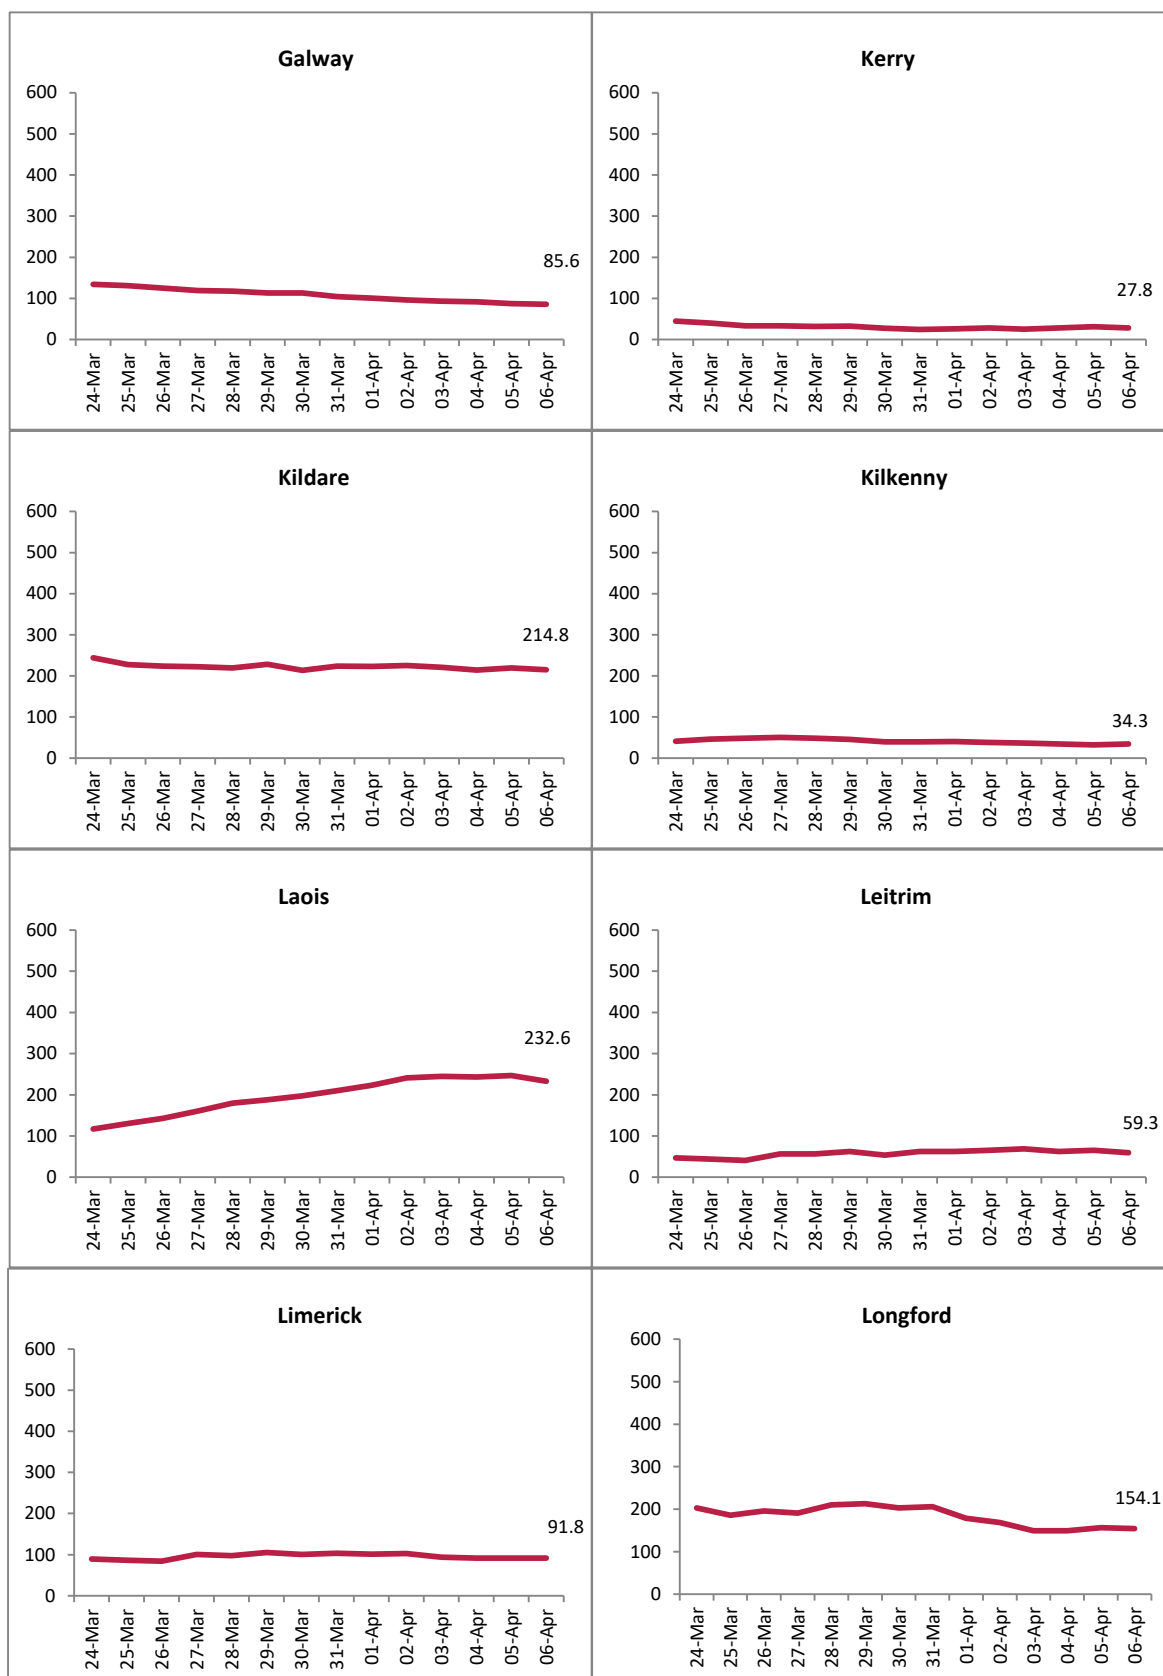 Galway
600
500
400
300
200
100
0
85.6
24-Mar
25-Mar
26-Mar
27-Mar
28-Mar
29-Mar
30-Mar
31-Mar
01-Apr
02-Apr
03-Apr
04-Apr
05-Apr
06-Apr
Kerry
600
500
400
300
200
100
0
27.8
24-Mar
25-Mar
26-Mar
27-Mar
28-Mar
29-Mar
30-Mar
31-Mar
01-Apr
02-Apr
03-Apr
04-Apr
05-Apr
06-Apr
Kildare
600
500
400
300
200
100
0
214.8
24-Mar
25-Mar
26-Mar
27-Mar
28-Mar
29-Mar
30-Mar
31-Mar
01-Apr
02-Apr
03-Apr
04-Apr
05-Apr
06-Apr
Kilkenny
600
500
400
300
200
100
0
34.3
24-Mar
25-Mar
26-Mar
27-Mar
28-Mar
29-Mar
30-Mar
31-Mar
01-Apr
02-Apr
03-Apr
04-Apr
05-Apr
06-Apr
Laois
600
500
400
300
200
100
0
232.6
24-Mar
25-Mar
26-Mar
27-Mar
28-Mar
29-Mar
30-Mar
31-Mar
01-Apr
02-Apr
03-Apr
04-Apr
05-Apr
06-Apr
Leitrim
600
500
400
300
200
100
0
59.3
24-Mar
25-Mar
26-Mar
27-Mar
28-Mar
29-Mar
30-Mar
31-Mar
01-Apr
02-Apr
03-Apr
04-Apr
05-Apr
06-Apr
Limerick
600
500
400
300
200
100
0
91.8
24-Mar
25-Mar
26-Mar
27-Mar
28-Mar
29-Mar
30-Mar
31-Mar
01-Apr
02-Apr
03-Apr
04-Apr
05-Apr
06-Apr
Longford
600
500
400
300
200
100
0
154.1
24-Mar
25-Mar
26-Mar
27-Mar
28-Mar
29-Mar
30-Mar
31-Mar
01-Apr
02-Apr
03-Apr
04-Apr
05-Apr
06-Apr